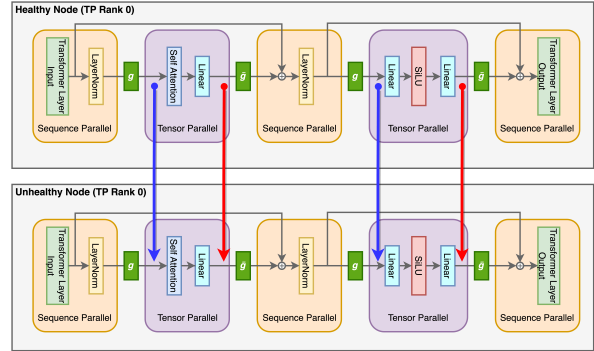 Healthy Node (TP Rank 0)
Transformer Layer
Input
LayerNorm
g
Self Attention
Linear
ḡ
LayerNorm
g
Linear
SiLU
Linear
ḡ
Transformer Layer
Output
Sequence Parallel
Tensor Parallel
Sequence Parallel
Tensor Parallel
Sequence Parallel
Unhealthy Node (TP Rank 0)
Transformer Layer
Input
LayerNorm
g
Self Attention
Linear
ḡ
LayerNorm
g
Linear
SiLU
Linear
ḡ
Transformer Layer
Output
Sequence Parallel
Tensor Parallel
Sequence Parallel
Tensor Parallel
Sequence Parallel